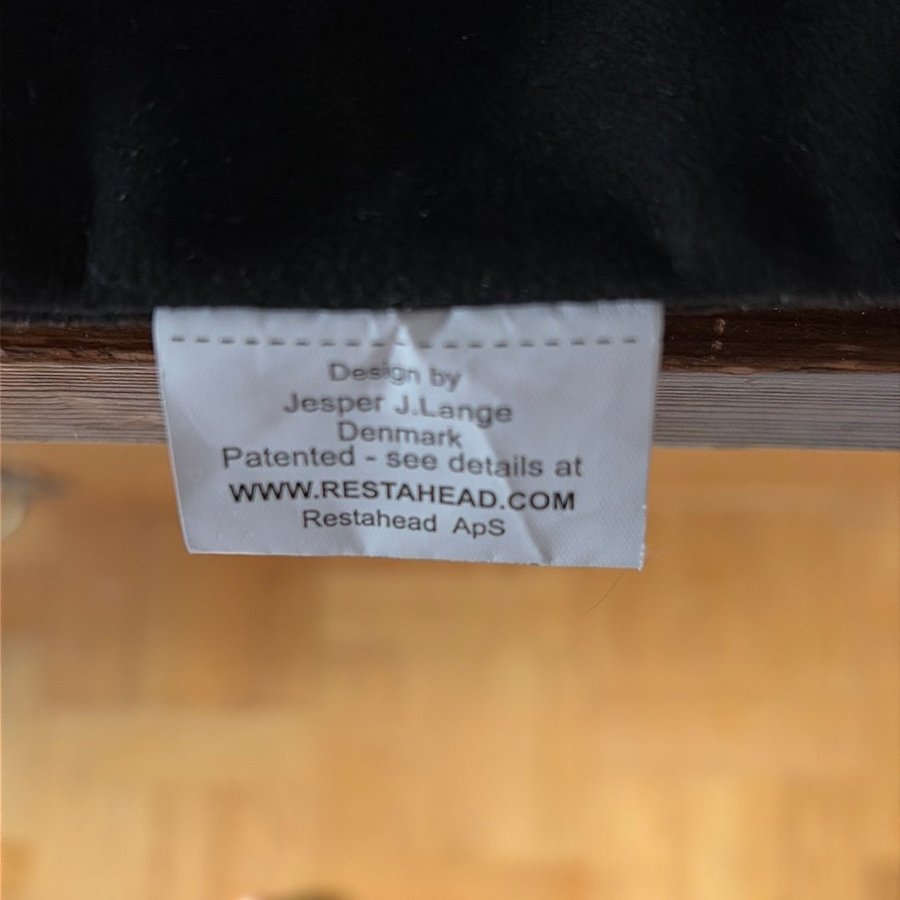 Design by
Jesper J.Lange
Denmark
Patented - see details at
WWW.RESTAHEAD.COM
Restahead ApS